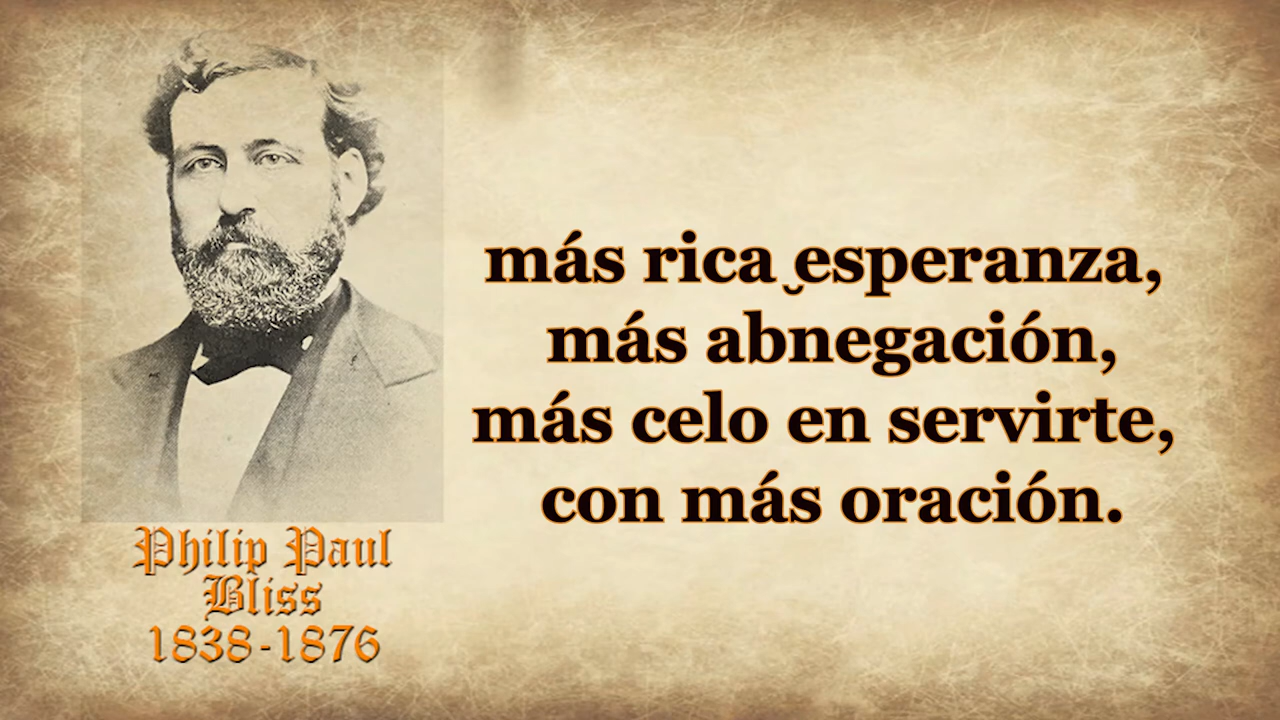 más rica‿esperanza,
más abnegación,
más celo en servirte,
con más oración.
Philip Paul
Bliss
1838-1876